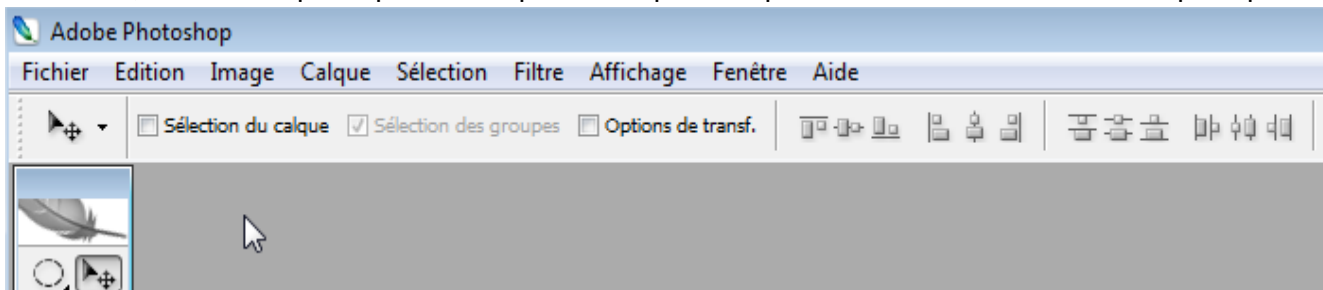 Adobe Photoshop
Fichier Edition Image Calque Sélection Filtre Affichage Fenêtre Aide
Sélection du calque Sélection des groupes Options de transf.